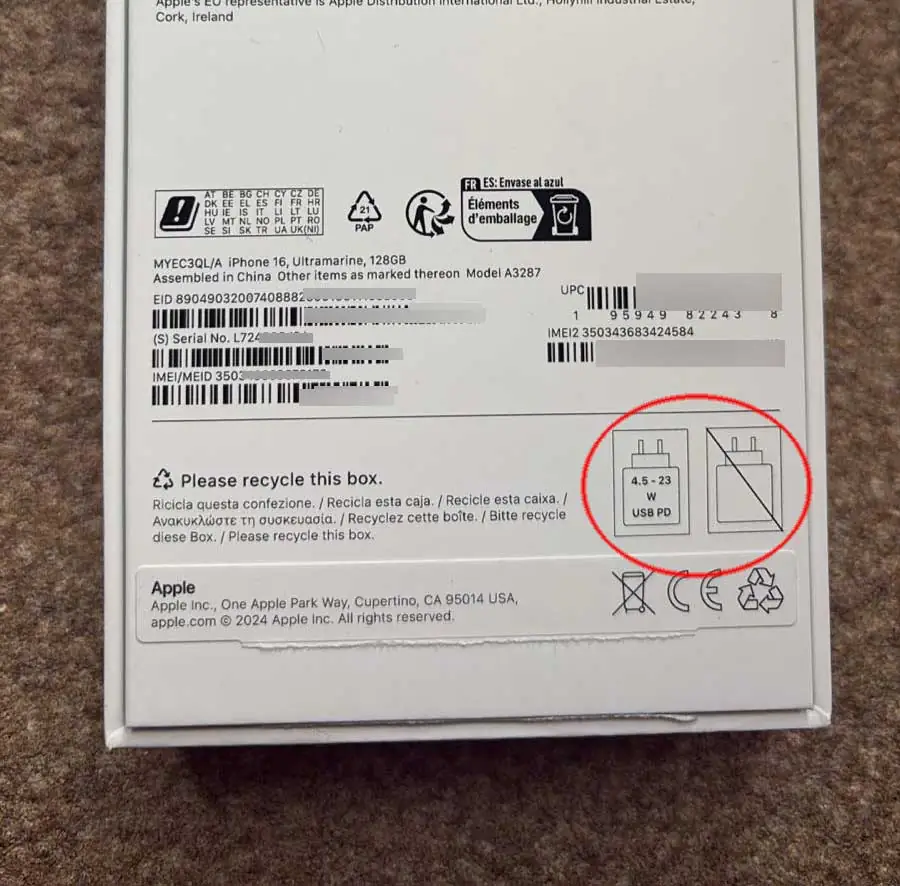 Apple's EU representative is Apple Distribution International Ltd., Hollyhill Industrial Estate,
Cork, Ireland
AT BE BG CH CY CZ DE
DK EE EL ES FI FR HR
HU IE IS IT LI LT LU
LV MT NL NO PL PT RO
SE SI SK TR UA UK(NI)
21
PAP
FR ES: Envase al azul
Éléments
d'emballage
MYEC3QL/A iPhone 16, Ultramarine, 128GB
Assembled in China Other items as marked thereon Model A3287
EID 89049032007408882
UPC
1 95949 82243 8
(S) Serial No. L724
IMEI2 350343683424584
IMEI/MEID 3503
4.5 - 23
W
USB PD
Please recycle this box.
Ricicla questa confezione. / Recicla esta caja. / Recicle esta caixa. /
Ανακυκλώστε τη συσκευασία. / Recyclez cette boîte. / Bitte recycle
diese Box. / Please recycle this box.
Apple
Apple Inc., One Apple Park Way, Cupertino, CA 95014 USA,
apple.com © 2024 Apple Inc. All rights reserved.
CE